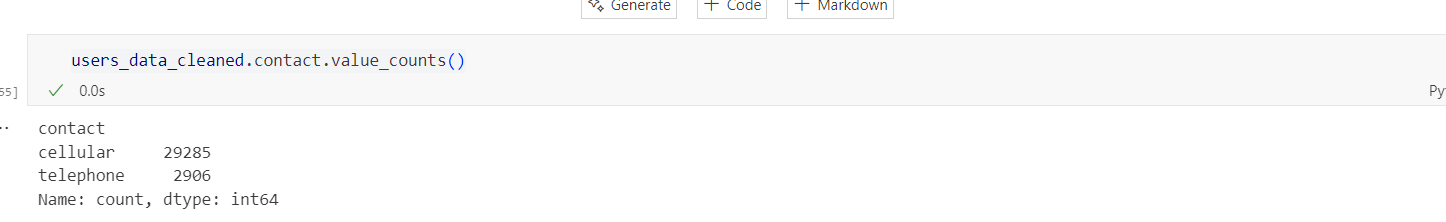 Generate + Code + Markdown
users_data_cleaned.contact.value_counts()
55] ✓ 0.0s Py
contact
cellular 29285
telephone 2906
Name: count, dtype: int64